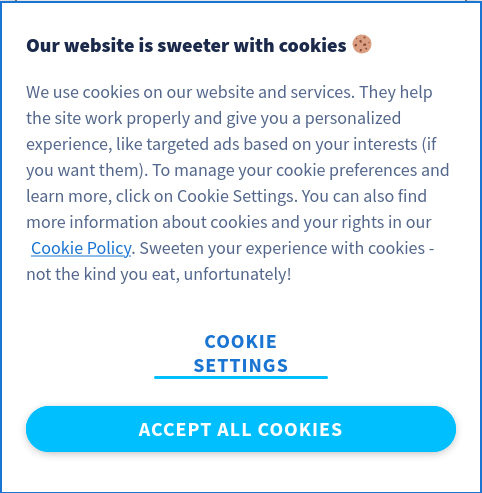 Our website is sweeter with cookies 🍪
We use cookies on our website and services. They help
the site work properly and give you a personalized
experience, like targeted ads based on your interests (if
you want them). To manage your cookie preferences and
learn more, click on Cookie Settings. You can also find
more information about cookies and your rights in our
Cookie Policy. Sweeten your experience with cookies -
not the kind you eat, unfortunately!
COOKIE
SETTINGS
ACCEPT ALL COOKIES